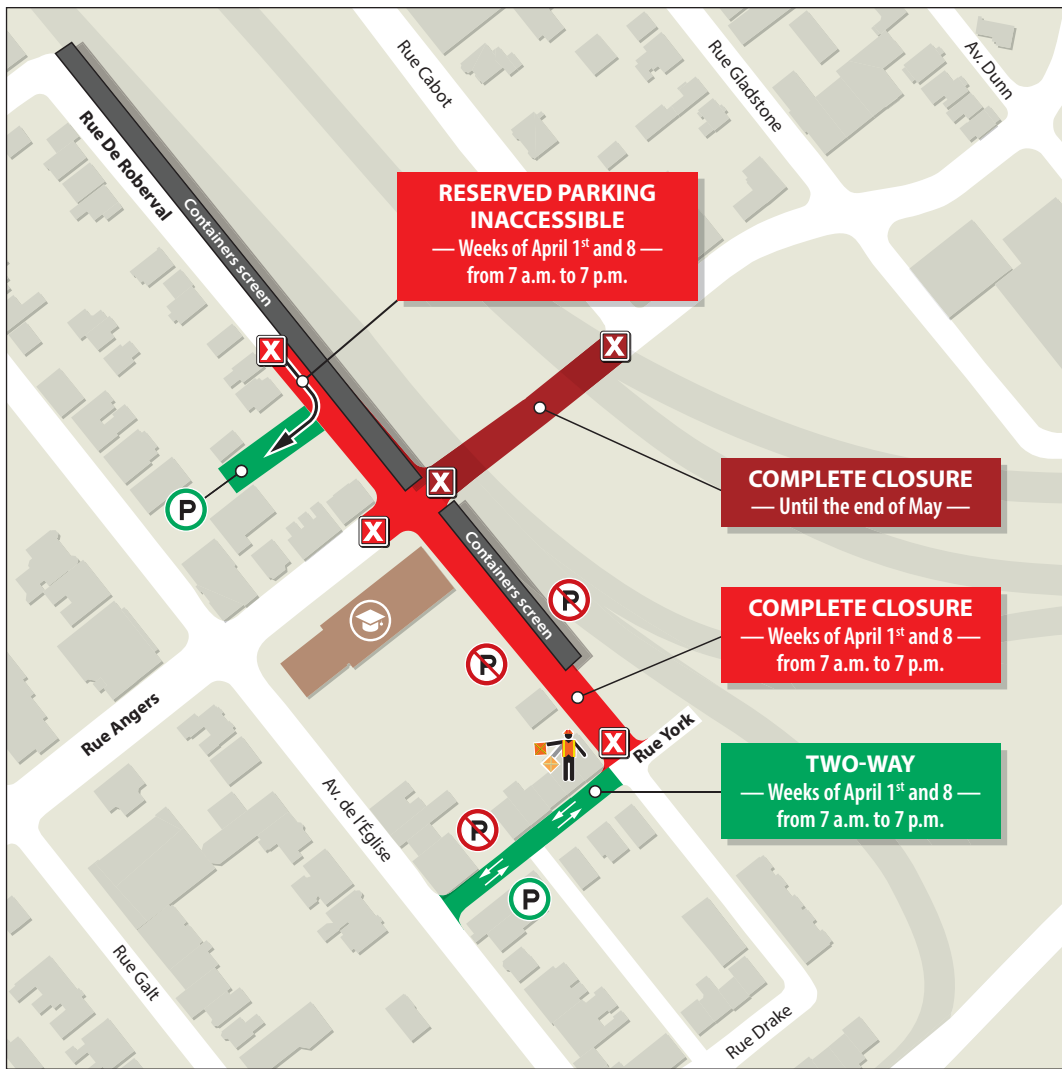 Rue Cabot
Rue Gladstone
Av. Dunn
Rue De Roberval
Containers screen
RESERVED PARKING
INACCESSIBLE
— Weeks of April 1st and 8 —
from 7 a.m. to 7 p.m.
X
X
X
X
P
COMPLETE CLOSURE
— Until the end of May —
Containers screen
P
P
COMPLETE CLOSURE
— Weeks of April 1st and 8 —
from 7 a.m. to 7 p.m.
Rue Angers
X
Rue York
TWO-WAY
— Weeks of April 1st and 8 —
from 7 a.m. to 7 p.m.
Av. de l'Église
P
P
Rue Galt
Rue Drake